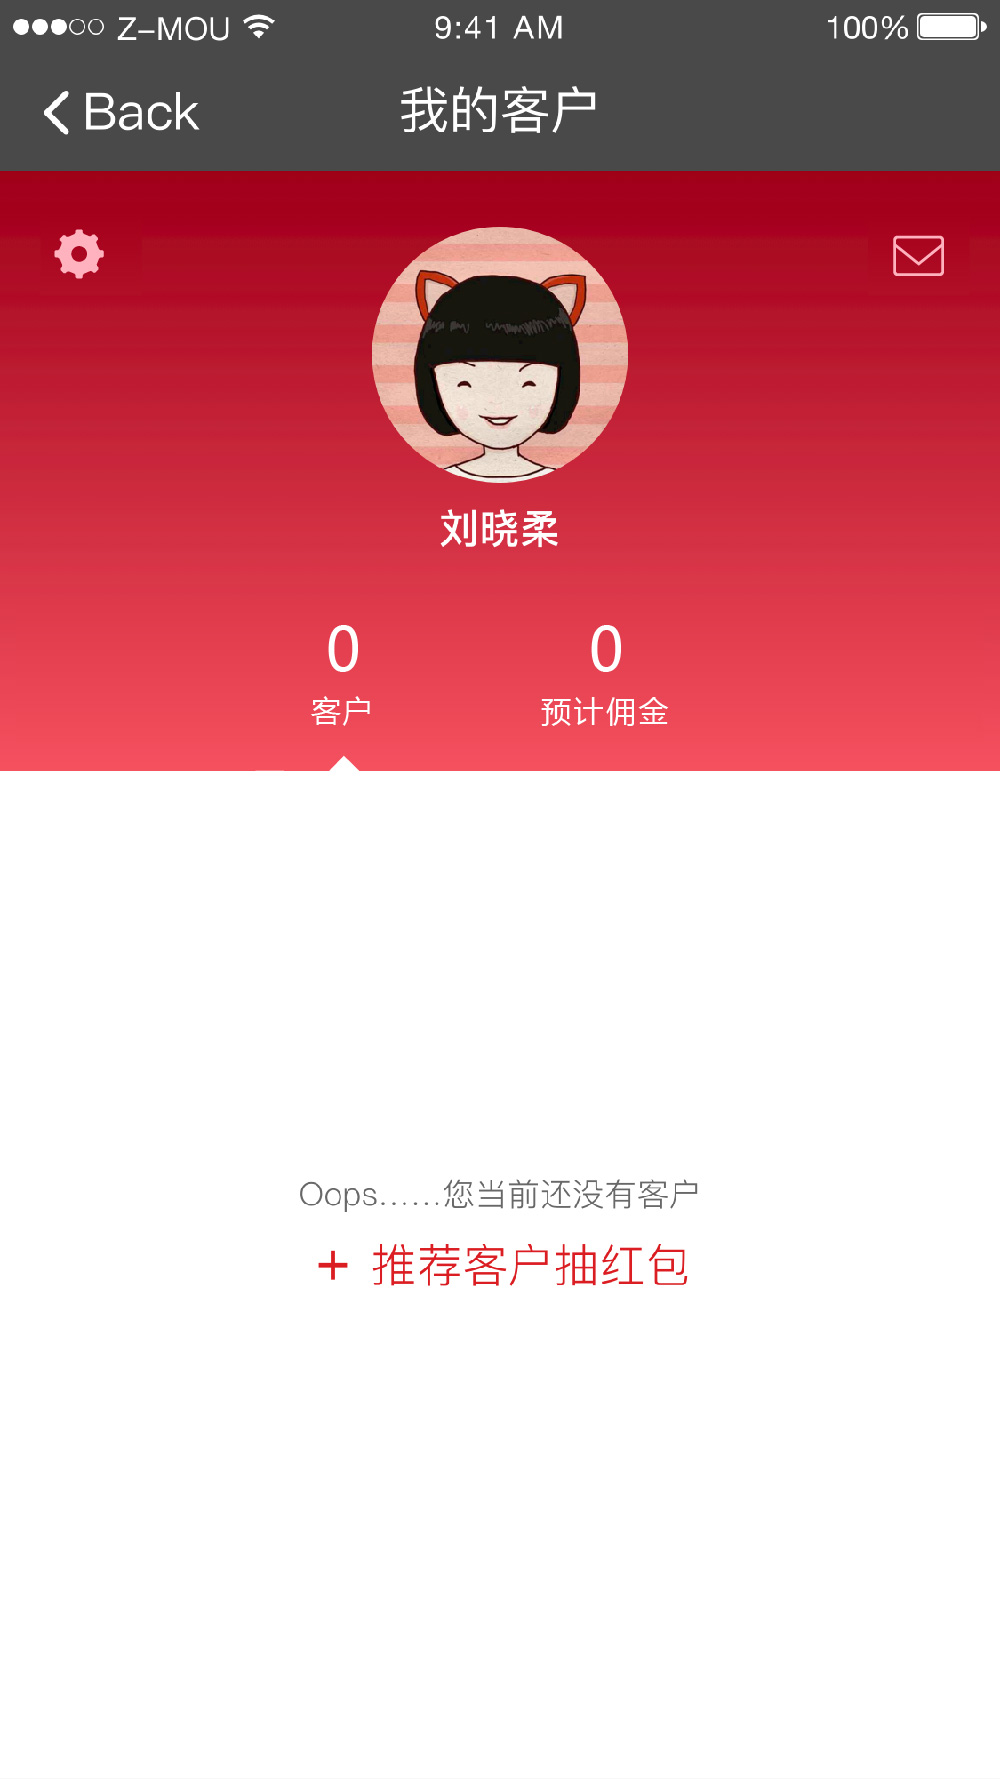 Z-MOU 9:41 AM 100%
Back 我的客户
刘晓柔
0 0
客户 预计佣金
Oops……您当前还没有客户
+ 推荐客户抽红包